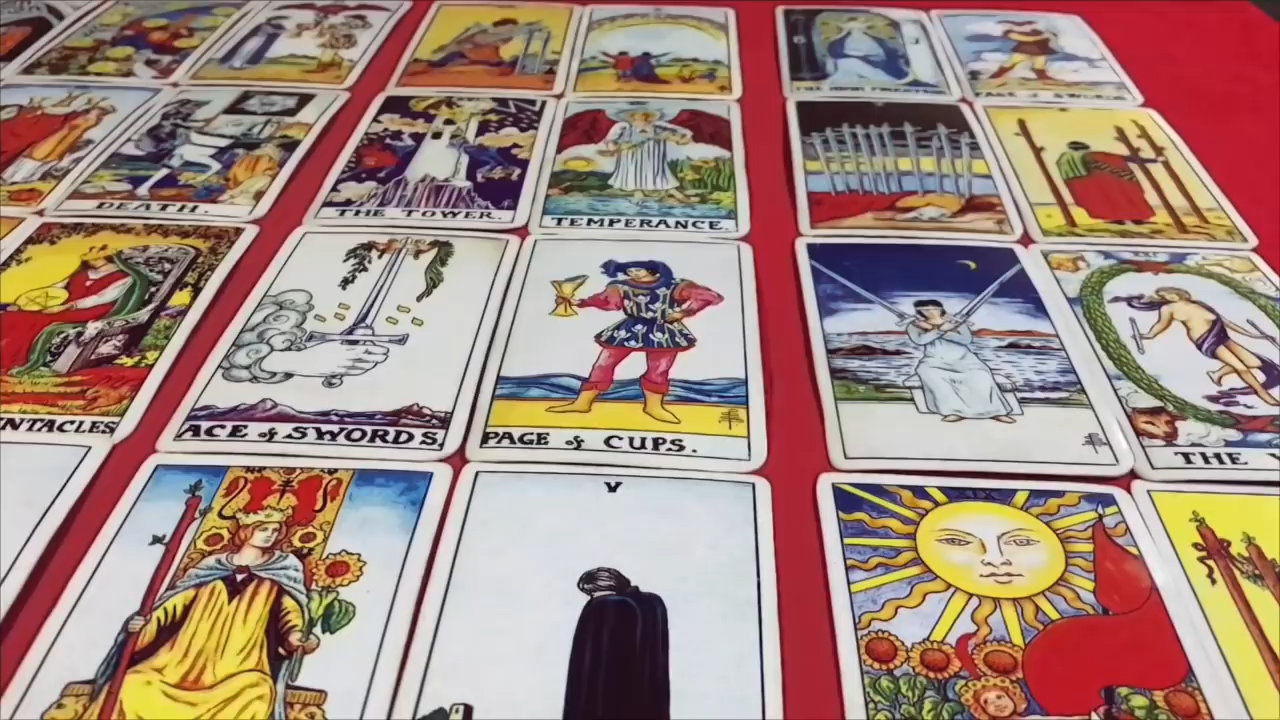 DEATH.
THE TOWER.
TEMPERANCE.
NTACLES
ACE of SWORDS.
PAGE of CUPS.
THE
V
XIX